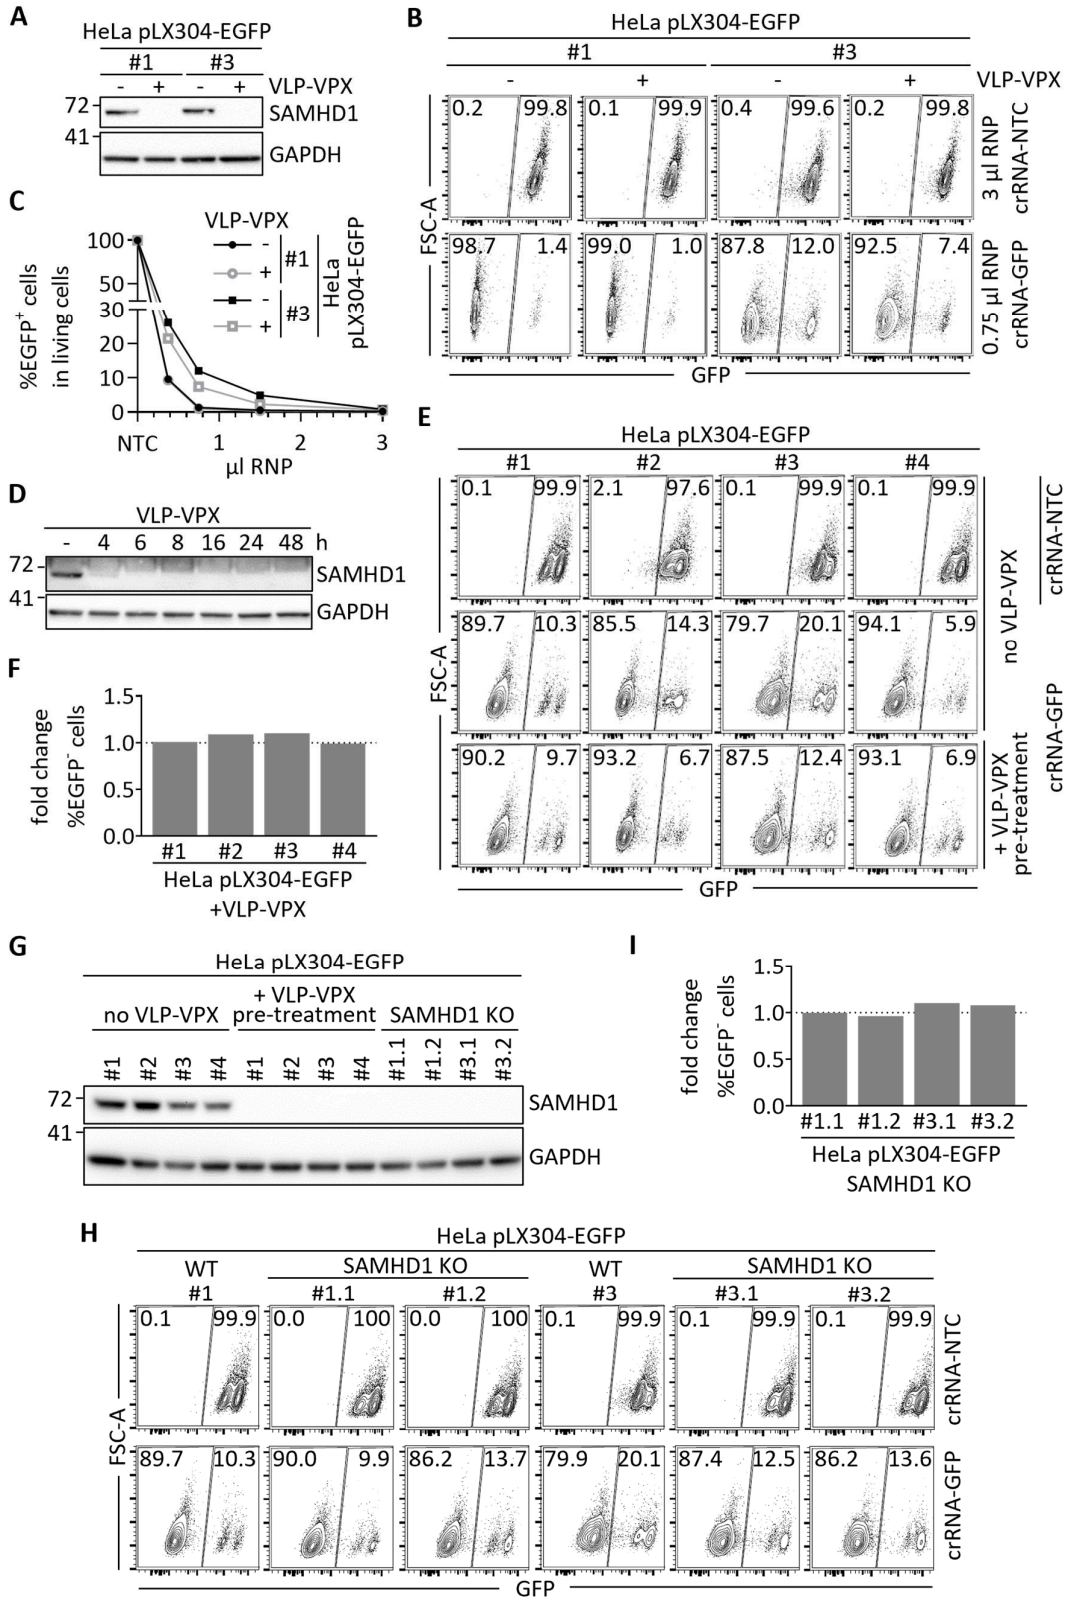 A
HeLa pLX304-EGFP
#1 #3
- + - + VLP-VPX
72
SAMHD1
41
GAPDH
B
HeLa pLX304-EGFP
#1 #3
- + - + VLP-VPX
0.2 99.8 0.1 99.9 0.4 99.6 0.2 99.8
3 µl RNP
crRNA-NTC
98.7 1.4 99.0 1.0 87.8 12.0 92.5 7.4
0.75 µl RNP
crRNA-GFP
FSC-A
GFP
C
VLP-VPX
-
+
#1
-
+
#3
HeLa
pLX304-EGFP
100
50
30
20
10
0
%EGFP+ cells
in living cells
NTC 1 2 3
µl RNP
D
VLP-VPX
- 4 6 8 16 24 48 h
72
SAMHD1
41
GAPDH
E
HeLa pLX304-EGFP
#1 #2 #3 #4
0.1 99.9 2.1 97.6 0.1 99.9 0.1 99.9
crRNA-NTC
no VLP-VPX
89.7 10.3 85.5 14.3 79.7 20.1 94.1 5.9
crRNA-GFP
90.2 9.7 93.2 6.7 87.5 12.4 93.1 6.9
+ VLP-VPX
pre-treatment
FSC-A
GFP
F
1.5
1.0
0.5
0.0
fold change
%EGFP- cells
#1 #2 #3 #4
HeLa pLX304-EGFP
+VLP-VPX
G
HeLa pLX304-EGFP
+ VLP-VPX
no VLP-VPX pre-treatment SAMHD1 KO
#1 #2 #3 #4 #1 #2 #3 #4 #1.1 #1.2 #3.1 #3.2
72
SAMHD1
41
GAPDH
I
1.5
1.0
0.5
0.0
fold change
%EGFP- cells
#1.1 #1.2 #3.1 #3.2
HeLa pLX304-EGFP
SAMHD1 KO
H
HeLa pLX304-EGFP
WT SAMHD1 KO WT SAMHD1 KO
#1 #1.1 #1.2 #3 #3.1 #3.2
0.1 99.9 0.0 100 0.0 100 0.1 99.9 0.1 99.9 0.1 99.9
crRNA-NTC
89.7 10.3 90.0 9.9 86.2 13.7 79.9 20.1 87.4 12.5 86.2 13.6
crRNA-GFP
FSC-A
GFP